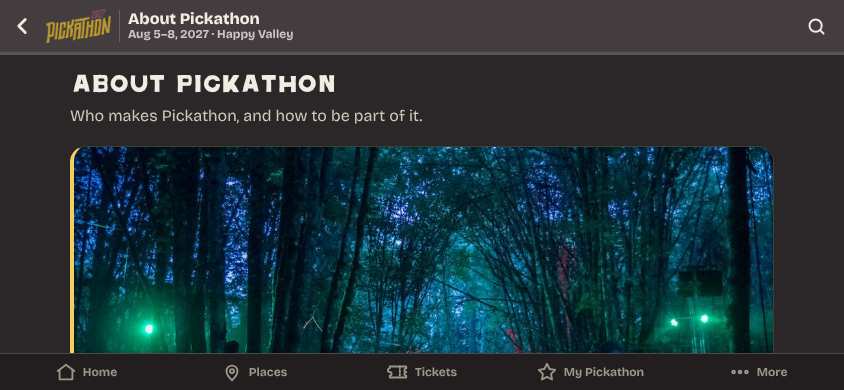 PICKATHON
About Pickathon
Aug 5–8, 2027 · Happy Valley
ABOUT PICKATHON
Who makes Pickathon, and how to be part of it.
Home
Places
Tickets
My Pickathon
More